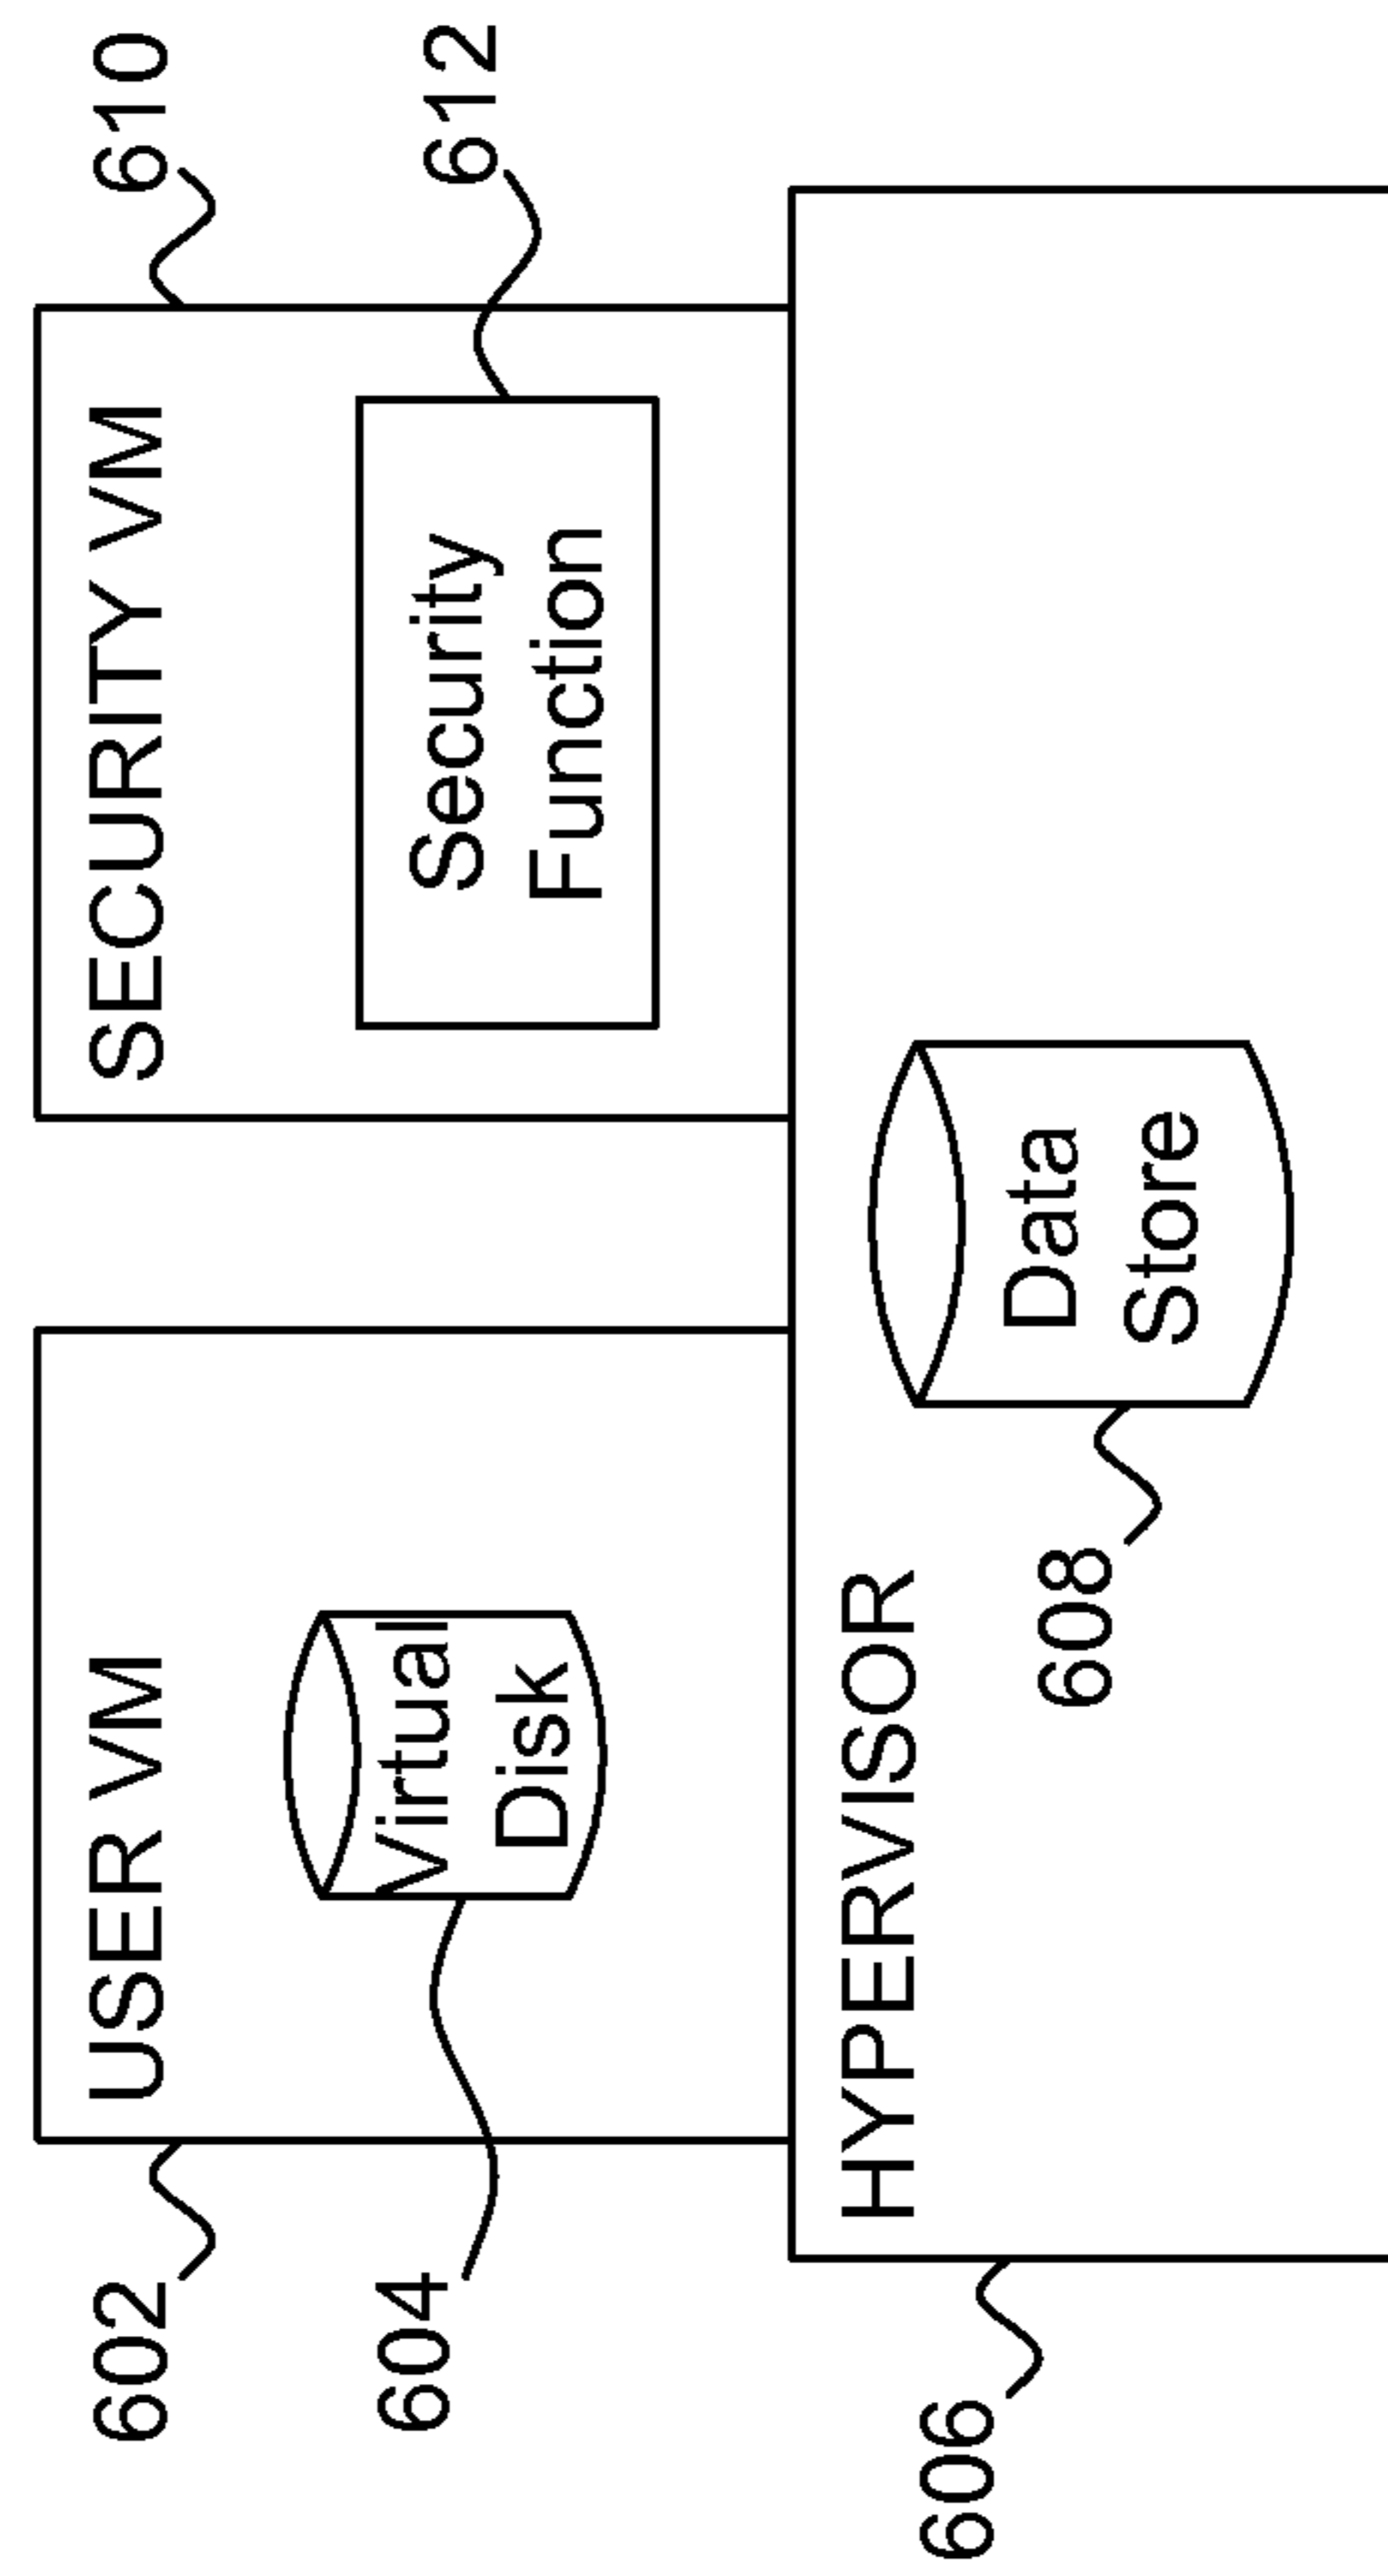 602
USER VM
604
Virtual
Disk
SECURITY VM
610
Security
Function
612
HYPERVISOR
606
608
Data
Store